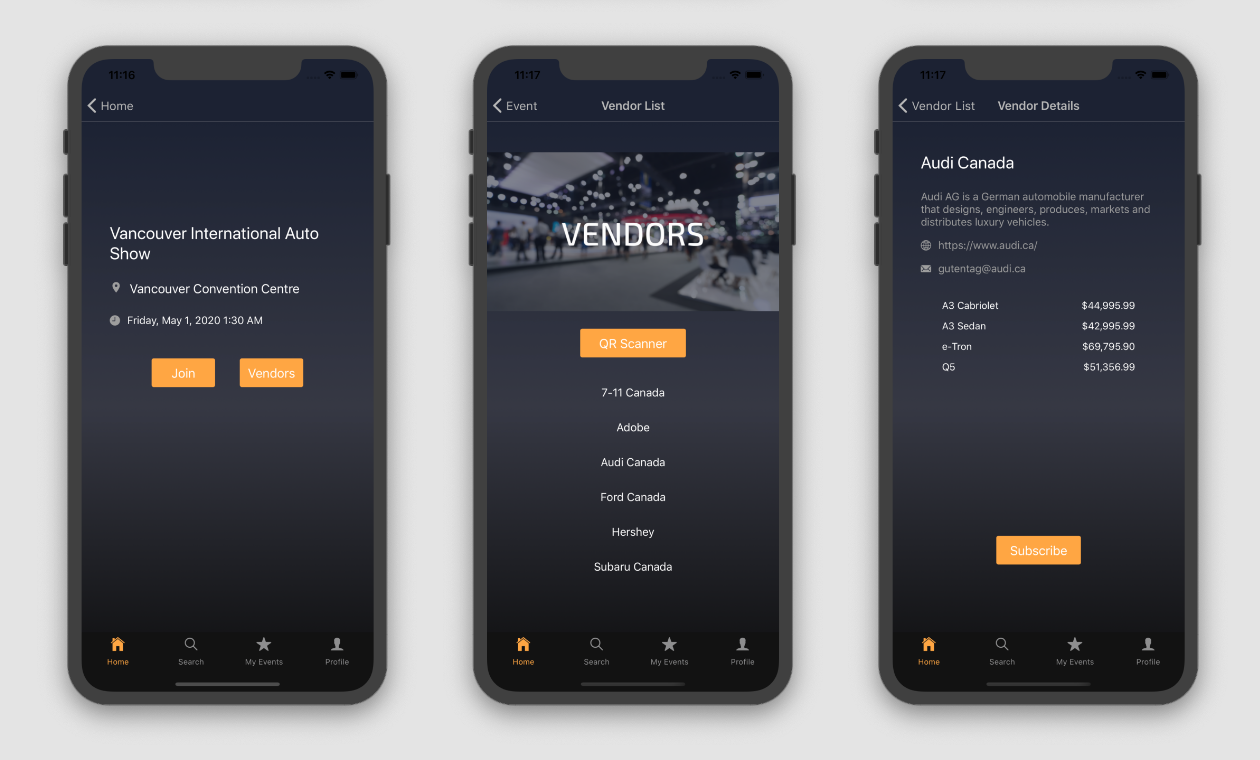 11:16
Home
Vancouver International Auto
Show
Vancouver Convention Centre
Friday, May 1, 2020 1:30 AM
Join
Vendors
Home
Search
My Events
Profile
11:17
Event
Vendor List
VENDORS
QR Scanner
7-11 Canada
Adobe
Audi Canada
Ford Canada
Hershey
Subaru Canada
Home
Search
My Events
Profile
11:17
Vendor List
Vendor Details
Audi Canada
Audi AG is a German automobile manufacturer
that designs, engineers, produces, markets and
distributes luxury vehicles.
https://www.audi.ca/
gutentag@audi.ca
A3 Cabriolet $44,995.99
A3 Sedan $42,995.99
e-Tron $69,795.90
Q5 $51,356.99
Subscribe
Home
Search
My Events
Profile